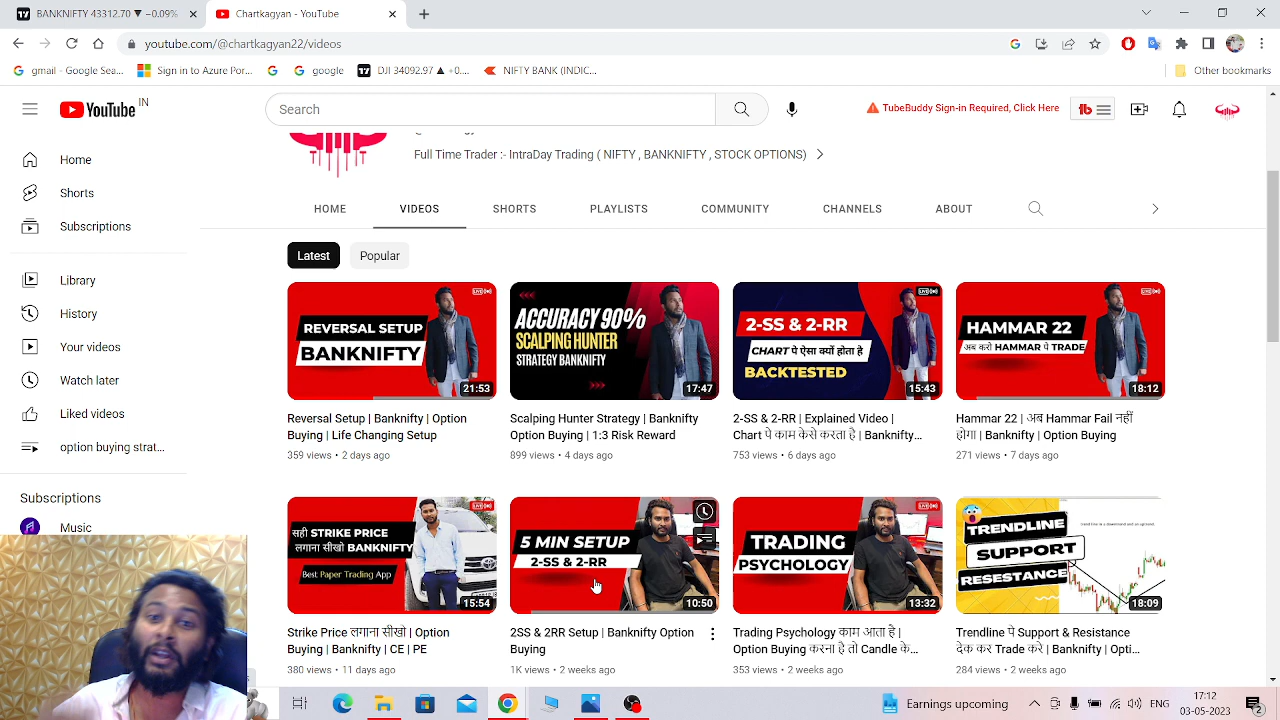 BANKNIFTY 43312.70 ▼ −0.09%
Chartkagyan - YouTube
youtube.com/@chartkagyan22/videos
gmail - Google Sea...
Sign to Azure Por...
google
DJI 34092.97 ▲ +0...
NIFTY BANK (INDIC...
Other bookmarks
YouTube IN
Search
TubeBuddy Sign-in Required, Click Here
Full Time Trader :- IntraDay Trading ( NIFTY , BANKNIFTY , STOCK OPTIONS)
HOME
VIDEOS
SHORTS
PLAYLISTS
COMMUNITY
CHANNELS
ABOUT
Home
Shorts
Subscriptions
Library
History
Your videos
Watch later
Liked videos
option buying strat...
Subscriptions
Music
Latest
Popular
LIVE
REVERSAL SETUP
BANKNIFTY
21:53
Reversal Setup | Banknifty | Option
Buying | Life Changing Setup
359 views • 2 days ago
ACCURACY 90%
SCALPING HUNTER
STRATEGY BANKNIFTY
17:47
Scalping Hunter Strategy | Banknifty
Option Buying | 1:3 Risk Reward
899 views • 4 days ago
LIVE
2-SS & 2-RR
CHART पे ऐसा क्यों होता है
BACKTESTED
15:43
2-SS & 2-RR | Explained Video |
Chart पे काम केसे करता है | Banknifty...
753 views • 6 days ago
LIVE
HAMMAR 22
अब करो HAMMAR पे TRADE
18:12
Hammar 22 | अब Hammar Fail नहीं
होगा | Banknifty | Option Buying
271 views • 7 days ago
LIVE
सही STRIKE PRICE
लगाना सीखो BANKNIFTY
Best Paper Trading App
15:54
Strike Price लगाना सीखो | Option
Buying | Banknifty | CE | PE
380 views • 11 days ago
5 MIN SETUP
2-SS & 2-RR
10:50
2SS & 2RR Setup | Banknifty Option
Buying
1K views • 2 weeks ago
LIVE
TRADING
PSYCHOLOGY
13:32
Trading Psychology काम आता है |
Option Buying करना है तो Candle के...
353 views • 2 weeks ago
TRENDLINE
SUPPORT
RESESTANCE
18:09
Trendline पे Support & Resistance
देक कर Trade करे | Banknifty | Opti...
284 views • 2 weeks ago
Earnings upcoming
ENG
17:12
03-05-2023
2